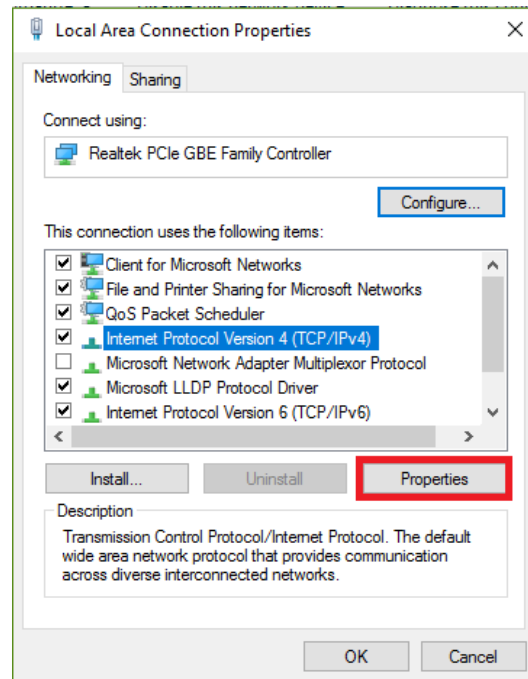 Local Area Connection Properties
Networking
Sharing
Connect using:
Realtek PCIe GBE Family Controller
Configure...
This connection uses the following items:
Client for Microsoft Networks
File and Printer Sharing for Microsoft Networks
QoS Packet Scheduler
Internet Protocol Version 4 (TCP/IPv4)
Microsoft Network Adapter Multiplexor Protocol
Microsoft LLDP Protocol Driver
Internet Protocol Version 6 (TCP/IPv6)
Install...
Uninstall
Properties
Description
Transmission Control Protocol/Internet Protocol. The default
wide area network protocol that provides communication
across diverse interconnected networks.
OK
Cancel